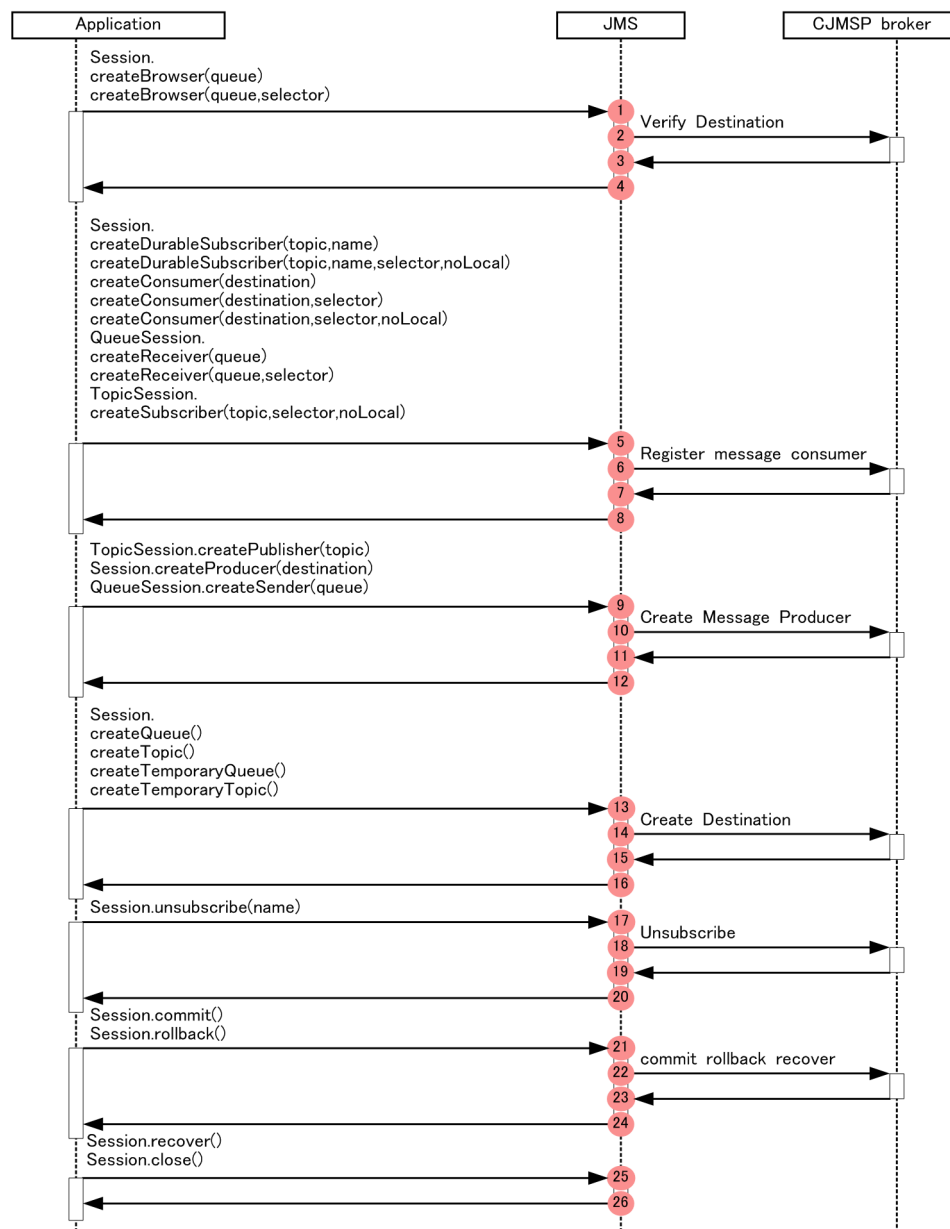 Application
JMS
CJMSP broker
Session.
createBrowser(queue)
createBrowser(queue,selector)
1
Verify Destination
2
3
4
Session.
createDurableSubscriber(topic,name)
createDurableSubscriber(topic,name,selector,noLocal)
createConsumer(destination)
createConsumer(destination,selector)
createConsumer(destination,selector,noLocal)
QueueSession.
createReceiver(queue)
createReceiver(queue,selector)
TopicSession.
createSubscriber(topic,selector,noLocal)
5
Register message consumer
6
7
8
TopicSession.createPublisher(topic)
Session.createProducer(destination)
QueueSession.createSender(queue)
9
Create Message Producer
10
11
12
Session.
createQueue()
createTopic()
createTemporaryQueue()
createTemporaryTopic()
13
Create Destination
14
15
16
Session.unsubscribe(name)
17
Unsubscribe
18
19
20
Session.commit()
Session.rollback()
21
commit rollback recover
22
23
24
Session.recover()
Session.close()
25
26